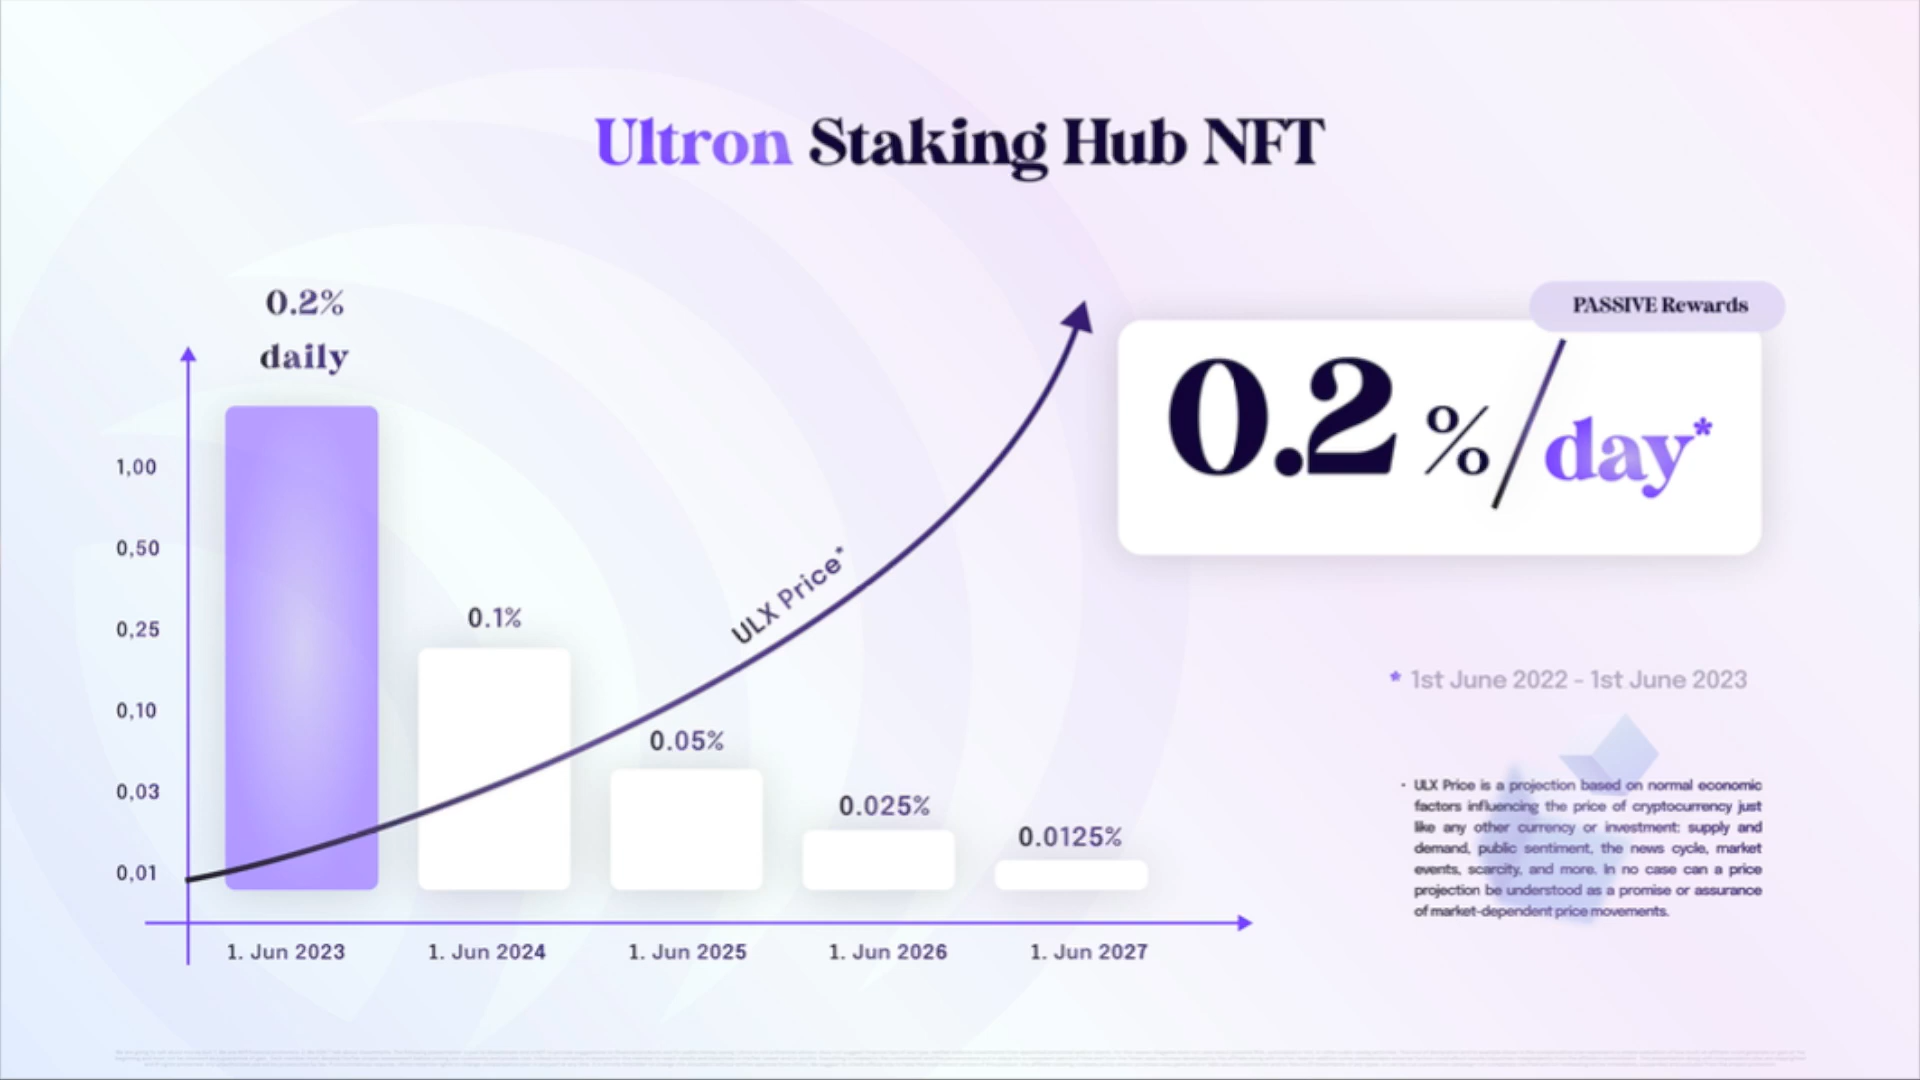 Ultron Staking Hub NFT
0.2%
daily
PASSIVE Rewards
0.2 %/day*
1,00
0,50
0,25
0,10
0,03
0,01
0.1%
0.05%
0.025%
0.0125%
ULX Price*
1. Jun 2023
1. Jun 2024
1. Jun 2025
1. Jun 2026
1. Jun 2027
* 1st June 2022 - 1st June 2023
· ULX Price is a projection based on normal economic
factors influencing the price of cryptocurrency just
like any other currency or investment: supply and
demand, public sentiment, the news cycle, market
events, scarcity, and more. In no case can a price
projection be understood as a promise or assurance
of market-dependent price movements.